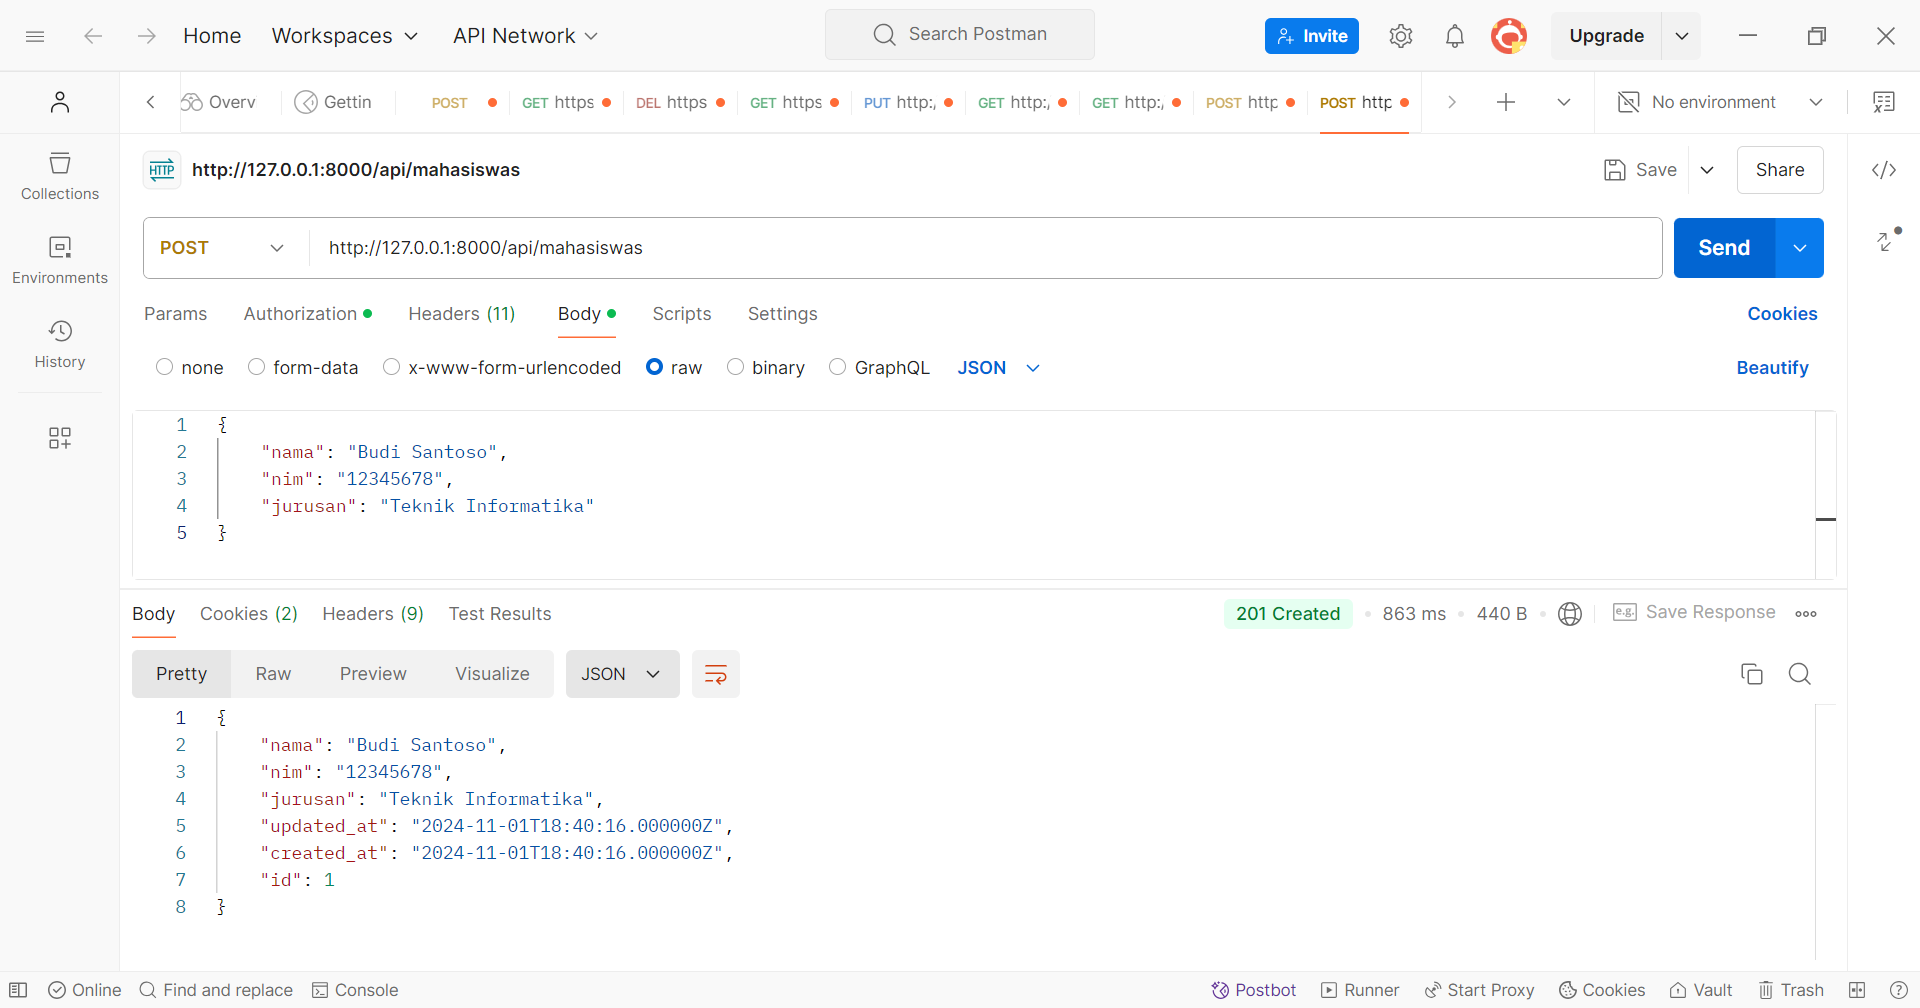 Home Workspaces API Network Search Postman Invite Upgrade
Overv Gettin POST GET https DEL https GET https PUT http:/ GET http:/ GET http:/ POST http POST http No environment
HTTP http://127.0.0.1:8000/api/mahasiswas Save Share
POST http://127.0.0.1:8000/api/mahasiswas Send
Params Authorization Headers (11) Body Scripts Settings Cookies
none form-data x-www-form-urlencoded raw binary GraphQL JSON Beautify
1 {
2 "nama": "Budi Santoso",
3 "nim": "12345678",
4 "jurusan": "Teknik Informatika"
5 }
Collections
Environments
History
Body Cookies (2) Headers (9) Test Results 201 Created 863 ms 440 B e.g. Save Response
Pretty Raw Preview Visualize JSON
1 {
2 "nama": "Budi Santoso",
3 "nim": "12345678",
4 "jurusan": "Teknik Informatika",
5 "updated_at": "2024-11-01T18:40:16.000000Z",
6 "created_at": "2024-11-01T18:40:16.000000Z",
7 "id": 1
8 }
Online Find and replace Console Postbot Runner Start Proxy Cookies Vault Trash